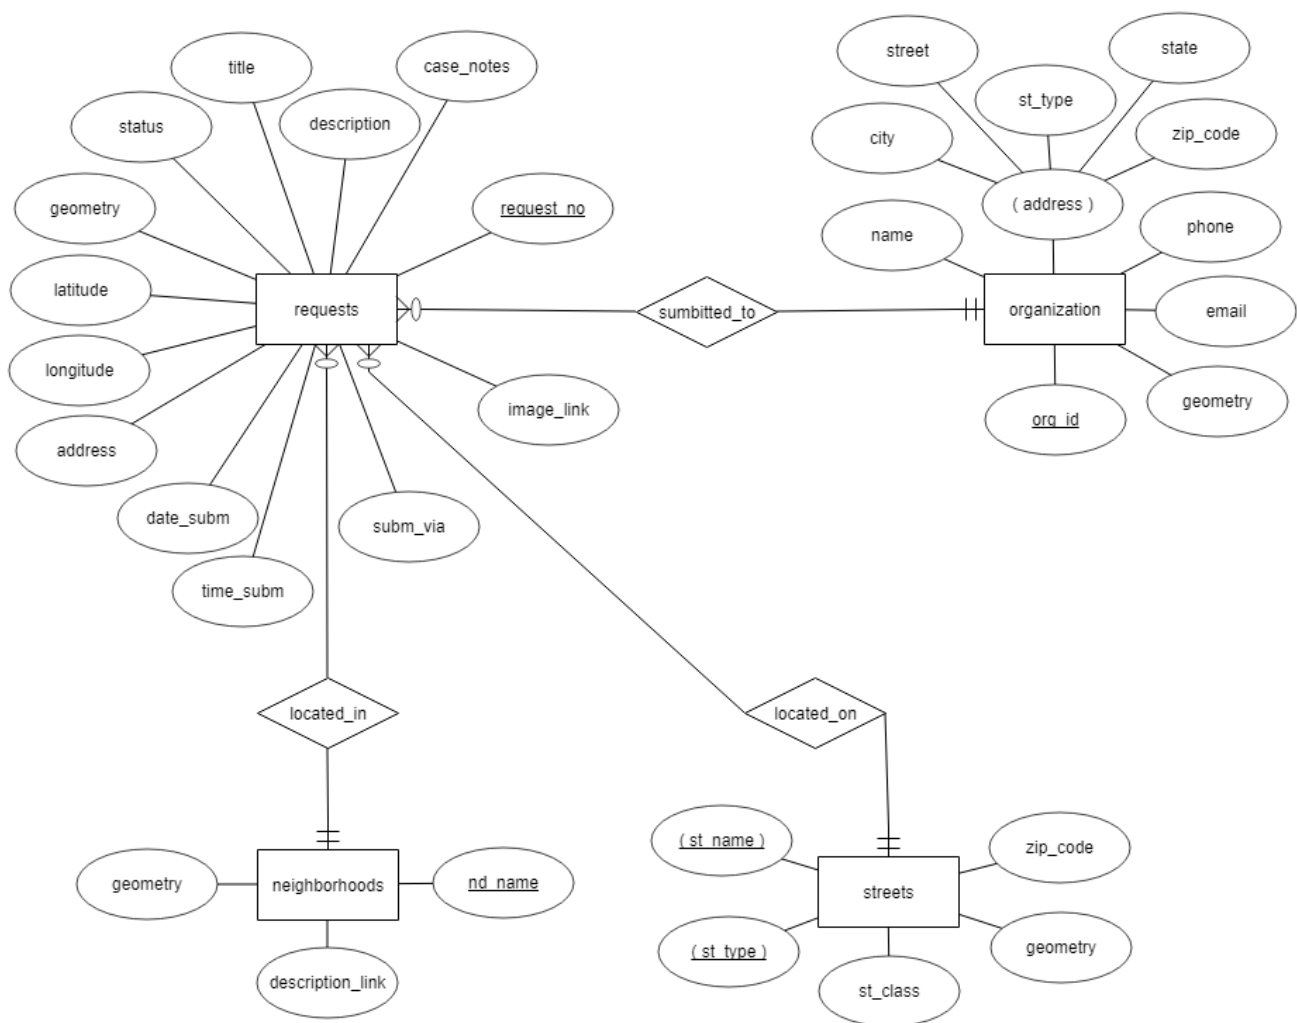 title
case_notes
status
description
geometry
request_no
latitude
requests
longitude
address
image_link
date_subm
subm_via
time_subm
street
state
st_type
city
zip_code
( address )
name
phone
sumbitted_to
organization
email
geometry
org_id
located_in
located_on
geometry
neighborhoods
nd_name
description_link
( st_name )
zip_code
streets
( st_type )
geometry
st_class